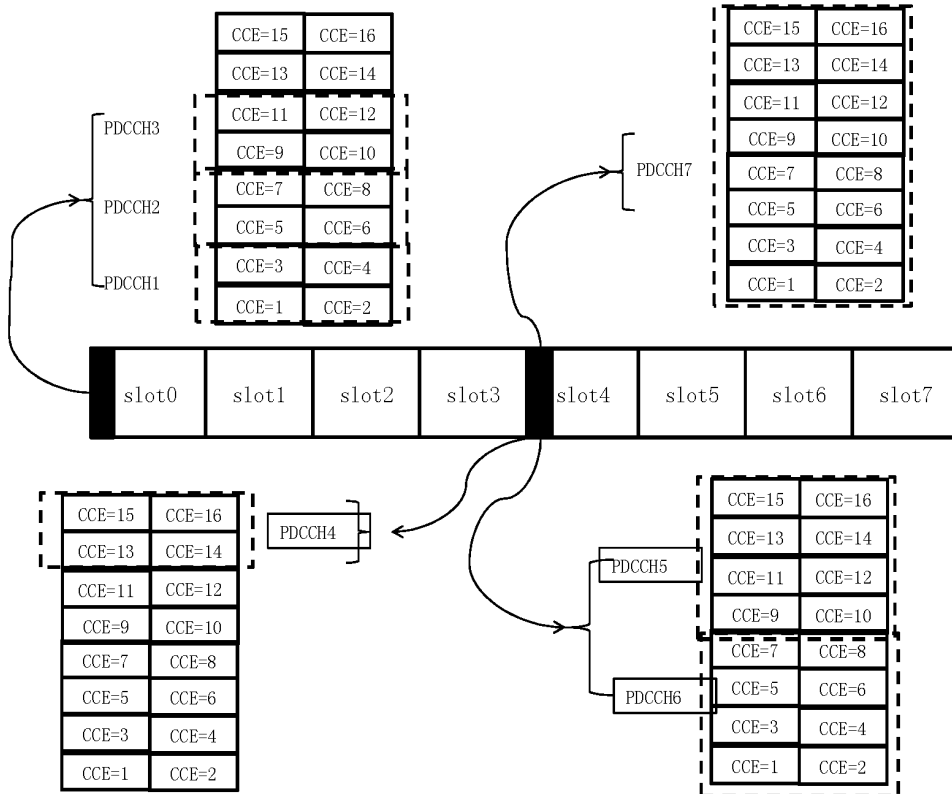 CCE=15 CCE=16
CCE=13 CCE=14
CCE=11 CCE=12
CCE=9 CCE=10
CCE=7 CCE=8
CCE=5 CCE=6
CCE=3 CCE=4
CCE=1 CCE=2
PDCCH3
PDCCH2
PDCCH1
PDCCH7
CCE=15 CCE=16
CCE=13 CCE=14
CCE=11 CCE=12
CCE=9 CCE=10
CCE=7 CCE=8
CCE=5 CCE=6
CCE=3 CCE=4
CCE=1 CCE=2
slot0 slot1 slot2 slot3 slot4 slot5 slot6 slot7
CCE=15 CCE=16
CCE=13 CCE=14
CCE=11 CCE=12
CCE=9 CCE=10
CCE=7 CCE=8
CCE=5 CCE=6
CCE=3 CCE=4
CCE=1 CCE=2
PDCCH4
PDCCH5
PDCCH6
CCE=15 CCE=16
CCE=13 CCE=14
CCE=11 CCE=12
CCE=9 CCE=10
CCE=7 CCE=8
CCE=5 CCE=6
CCE=3 CCE=4
CCE=1 CCE=2